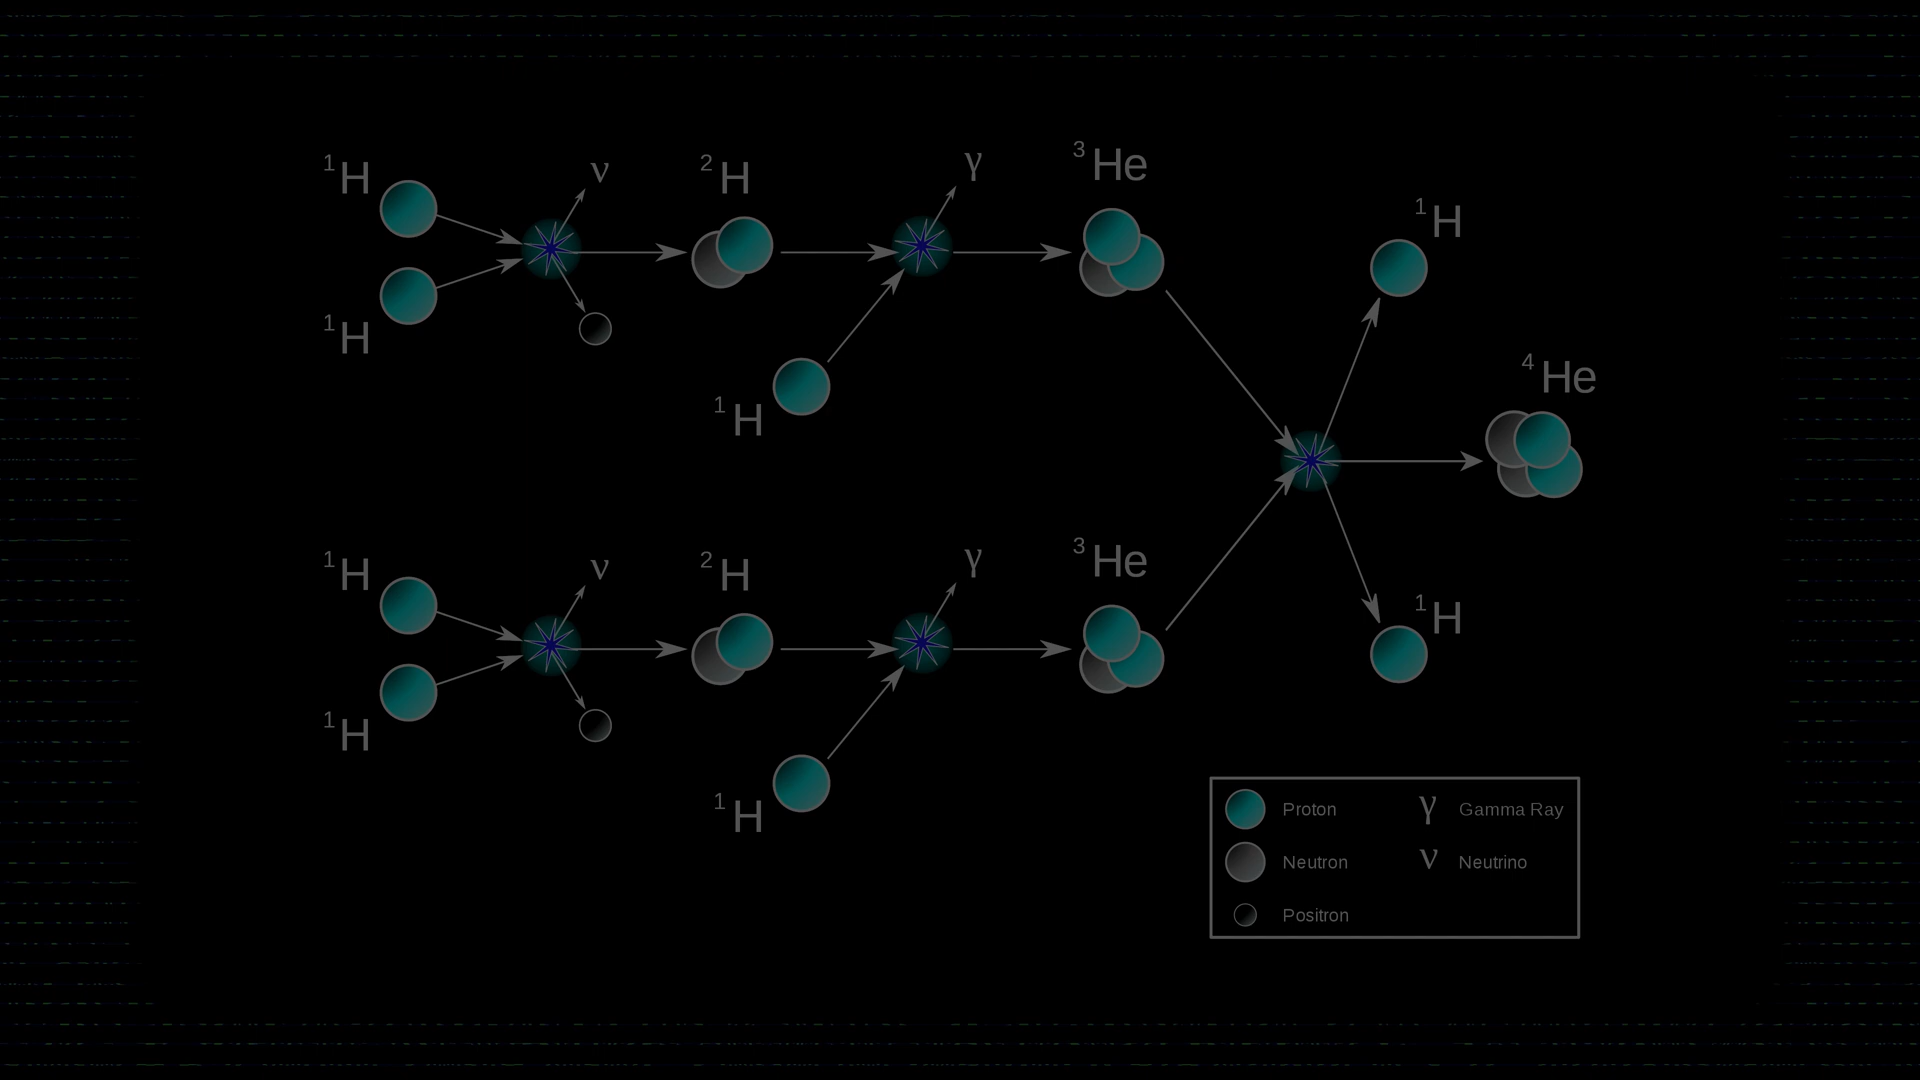 ¹H ν ²H γ ³He
¹H
¹H
¹H
⁴He
¹H ν ²H γ ³He
¹H
¹H
¹H
Proton γ Gamma Ray
Neutron ν Neutrino
Positron